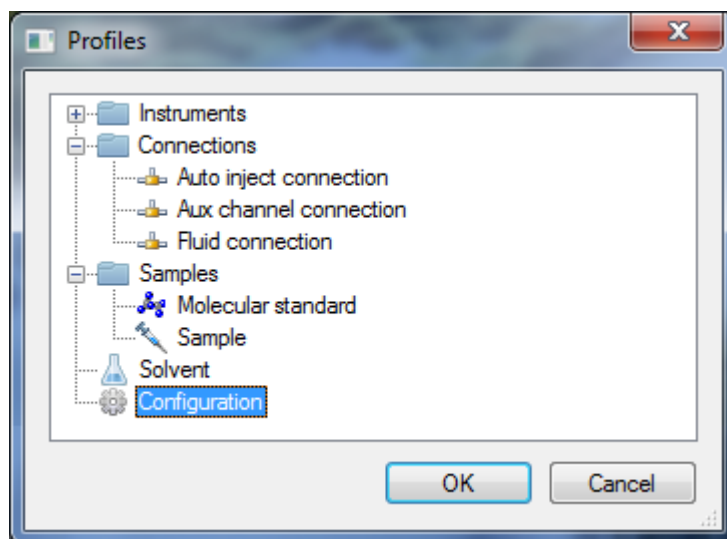 Profiles
Instruments
Connections
Auto inject connection
Aux channel connection
Fluid connection
Samples
Molecular standard
Sample
Solvent
Configuration
OK Cancel